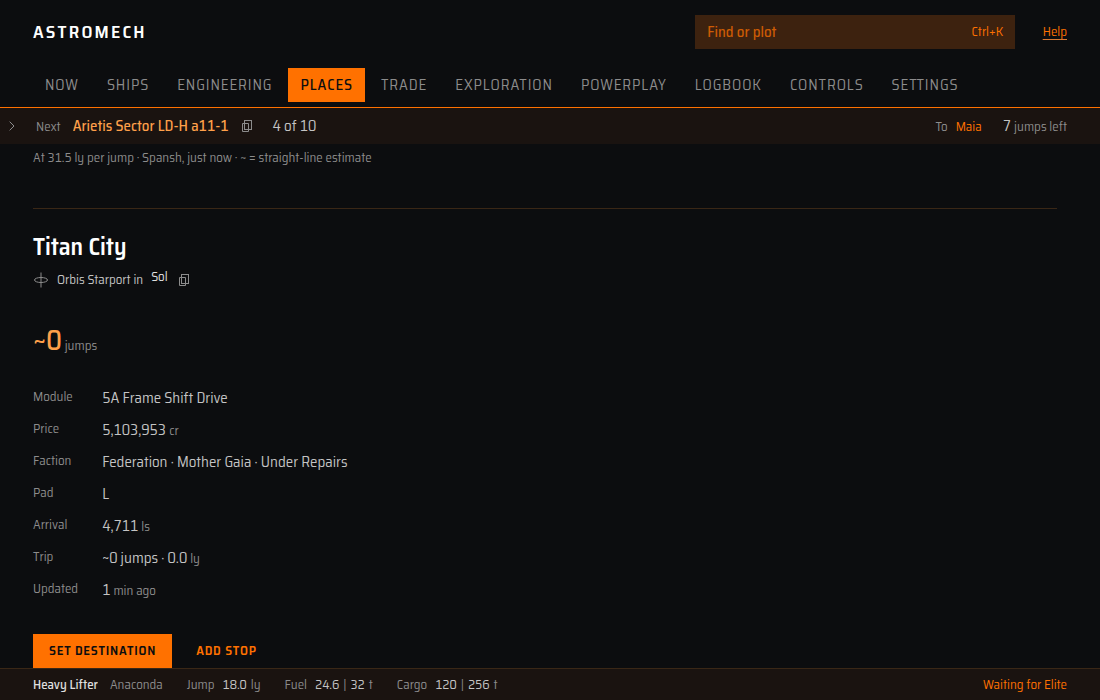 ASTROMECH
Find or plot Ctrl+K Help
NOW SHIPS ENGINEERING PLACES TRADE EXPLORATION POWERPLAY LOGBOOK CONTROLS SETTINGS
Next Arietis Sector LD-H a11-1 4 of 10 To Maia 7 jumps left
At 31.5 ly per jump · Spansh, just now · ~ = straight-line estimate
Titan City
Orbis Starport in Sol
~0 jumps
Module 5A Frame Shift Drive
Price 5,103,953 cr
Faction Federation · Mother Gaia · Under Repairs
Pad L
Arrival 4,711 ls
Trip ~0 jumps · 0.0 ly
Updated 1 min ago
SET DESTINATION ADD STOP
Heavy Lifter Anaconda Jump 18.0 ly Fuel 24.6 | 32 t Cargo 120 | 256 t Waiting for Elite